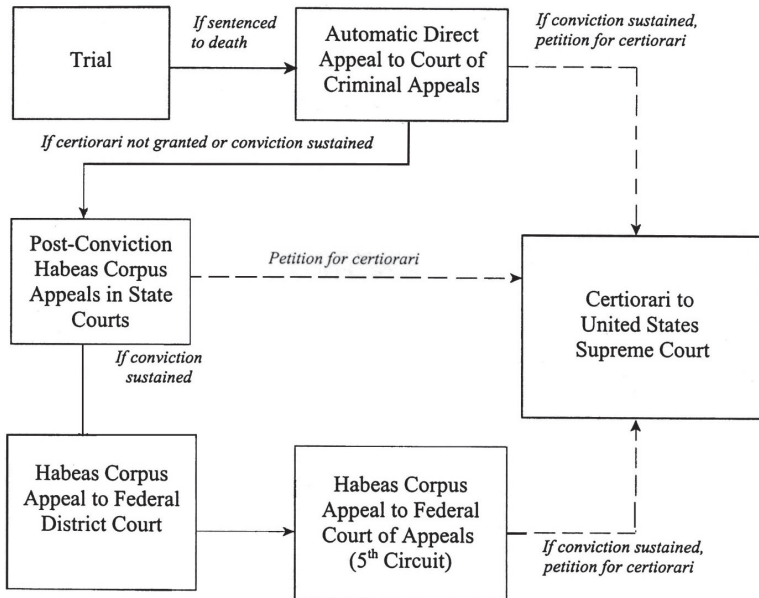 Trial
If sentenced
to death
Automatic Direct
Appeal to Court of
Criminal Appeals
If conviction sustained,
petition for certiorari
If certiorari not granted or conviction sustained
Post-Conviction
Habeas Corpus
Appeals in State
Courts
Petition for certiorari
Certiorari to
United States
Supreme Court
If conviction
sustained
Habeas Corpus
Appeal to Federal
District Court
Habeas Corpus
Appeal to Federal
Court of Appeals
(5th Circuit)
If conviction sustained,
petition for certiorari